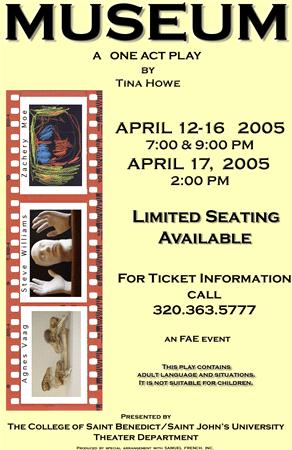 MUSEUM
A ONE ACT PLAY
BY
TINA HOWE
Zachery Moe
Steve Williams
Agnes Vaag
APRIL 12-16 2005
7:00 & 9:00 PM
APRIL 17, 2005
2:00 PM
LIMITED SEATING
AVAILABLE
FOR TICKET INFORMATION
CALL
320.363.5777
AN FAE EVENT
THIS PLAY CONTAINS
ADULT LANGUAGE AND SITUATIONS.
IT IS NOT SUITABLE FOR CHILDREN.
PRESENTED BY
THE COLLEGE OF SAINT BENEDICT/SAINT JOHN'S UNIVERSITY
THEATER DEPARTMENT
PRODUCED BY SPECIAL ARRANGEMENT WITH SAMUEL FRENCH, INC.